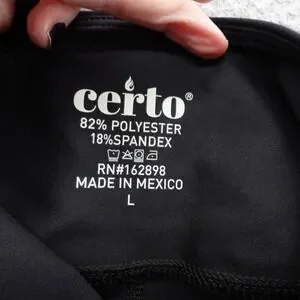 certo®
82% POLYESTER
18%SPANDEX
RN#162898
MADE IN MEXICO
L